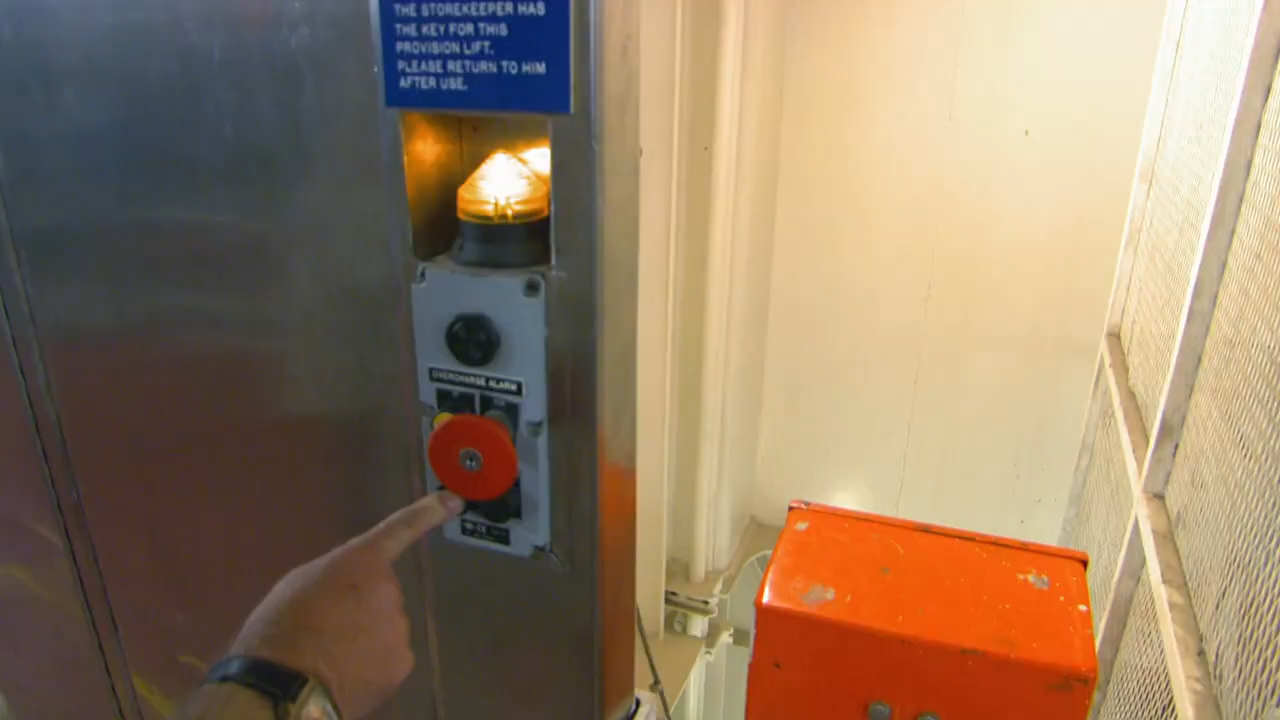 THE STOREKEEPER HAS
THE KEY FOR THIS
PROVISION LIFT.
PLEASE RETURN TO HIM
AFTER USE.
OVERCHARGE ALARM